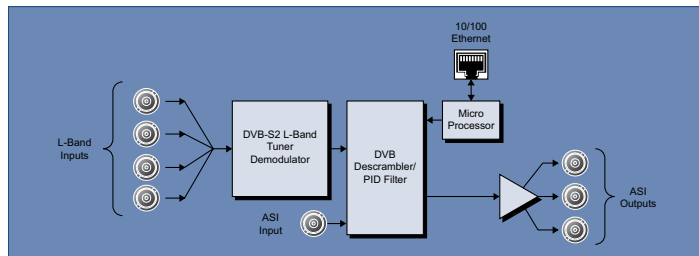 10/100
Ethernet
L-Band
Inputs
DVB-S2 L-Band
Tuner
Demodulator
DVB
Descrambler/
PID Filter
Micro
Processor
ASI
Input
ASI
Outputs